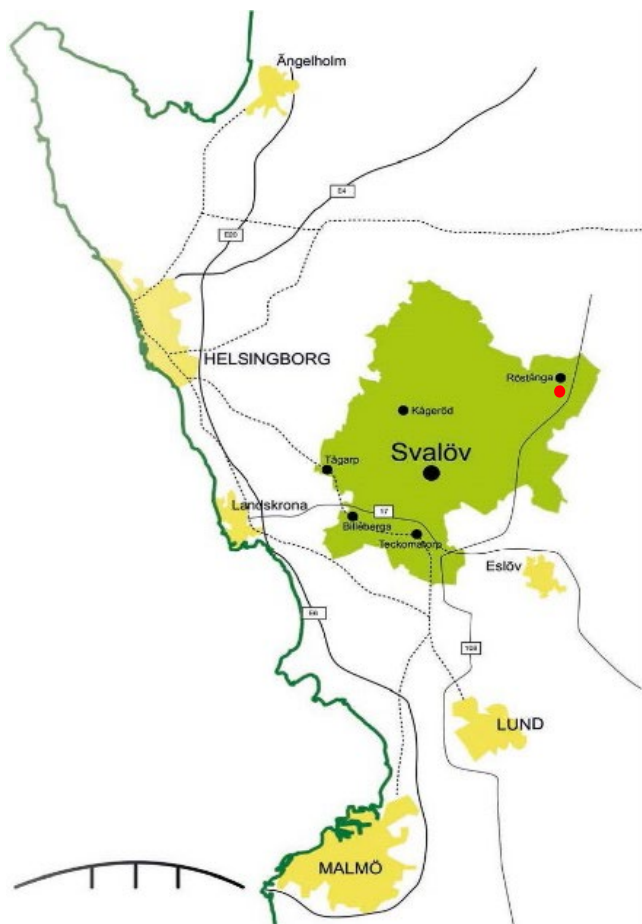 Ängelholm
E4
E20
HELSINGBORG
Röstånga
Kågeröd
Svalöv
Tågarp
Landskrona
17
Billeberga
Teckomatorp
Eslöv
E6
108
LUND
MALMÖ